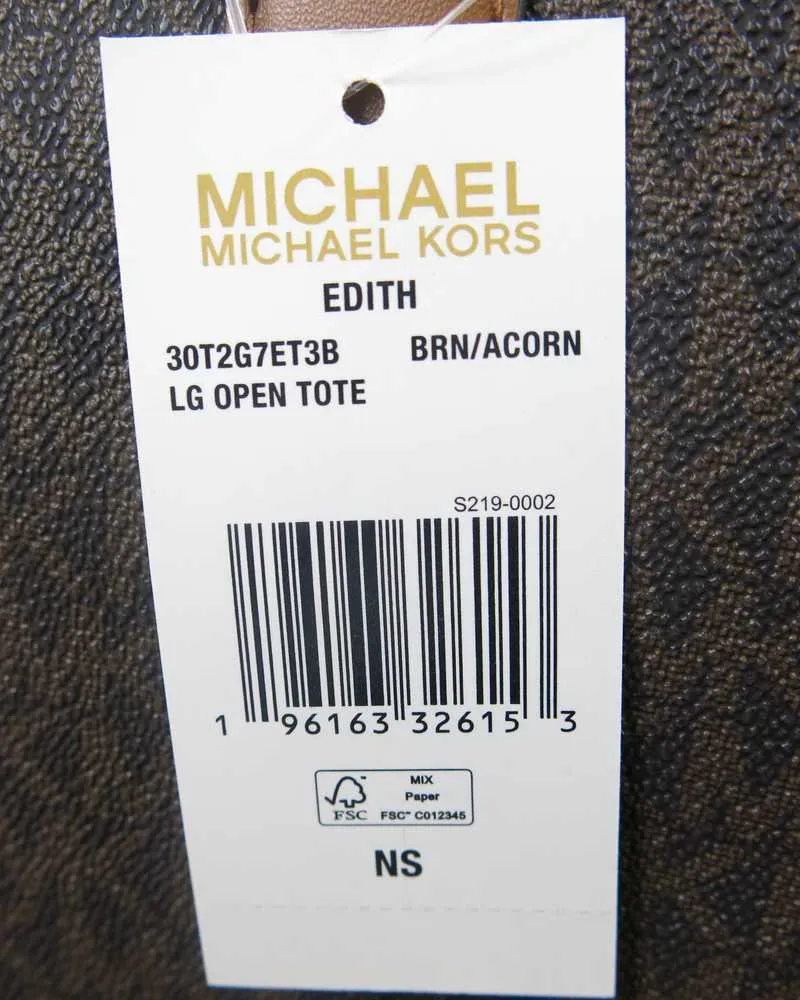 MICHAEL
MICHAEL KORS
EDITH
30T2G7ET3B BRN/ACORN
LG OPEN TOTE
S219-0002
1 96163 32615 3
MIX
Paper
FSC™ C012345
FSC
NS